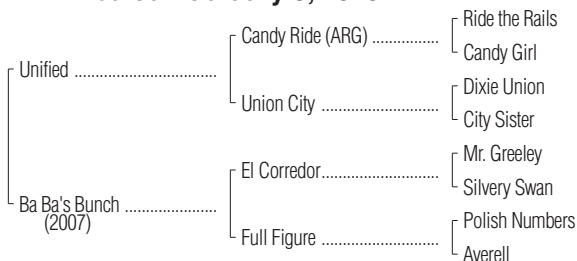 Ride the Rails
Candy Ride (ARG) ..................
Candy Girl
Unified ......................................
Dixie Union
Union City ................................
City Sister
Mr. Greeley
El Corredor...............................
Silvery Swan
Ba Ba's Bunch .........................
(2007)
Polish Numbers
Full Figure ................................
Averell